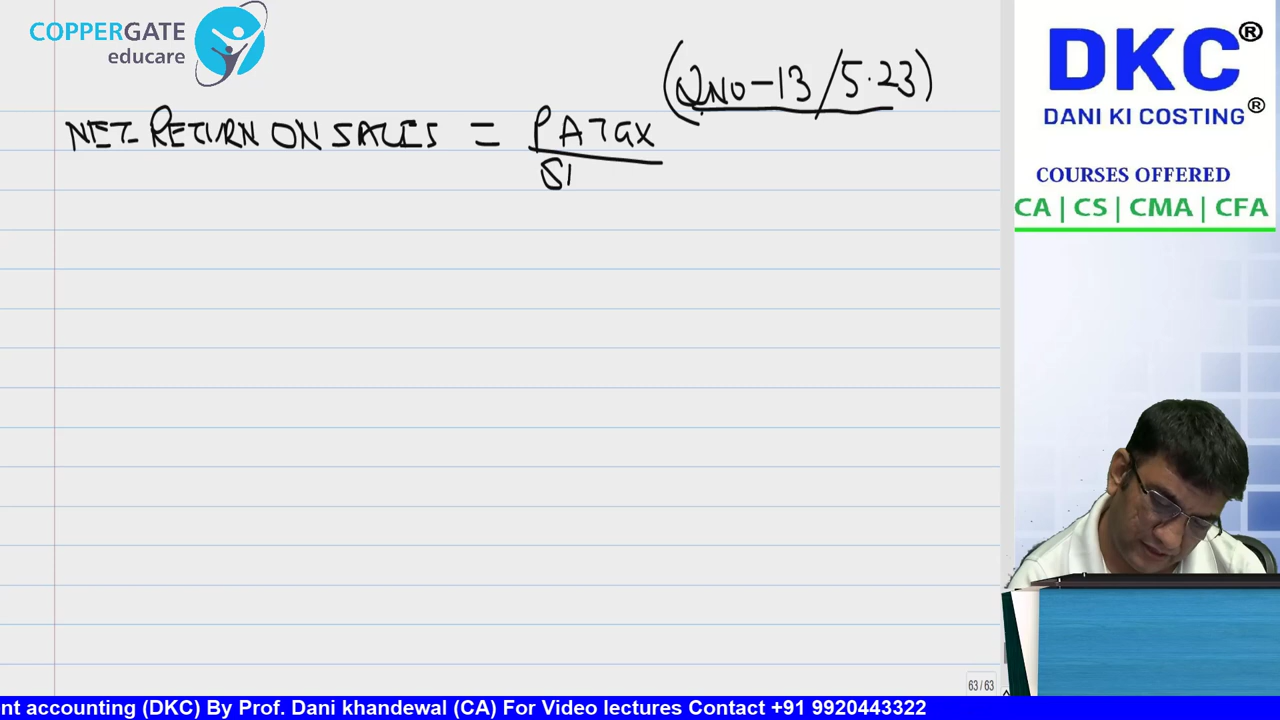 COPPERGATE
educare
(QNO-13/5.23)
NET RETURN ON SALES = PATax
S
DKC®
DANI KI COSTING®
COURSES OFFERED
CA | CS | CMA | CFA
63/63
nt accounting (DKC) By Prof. Dani khandewal (CA) For Video lectures Contact +91 9920443322